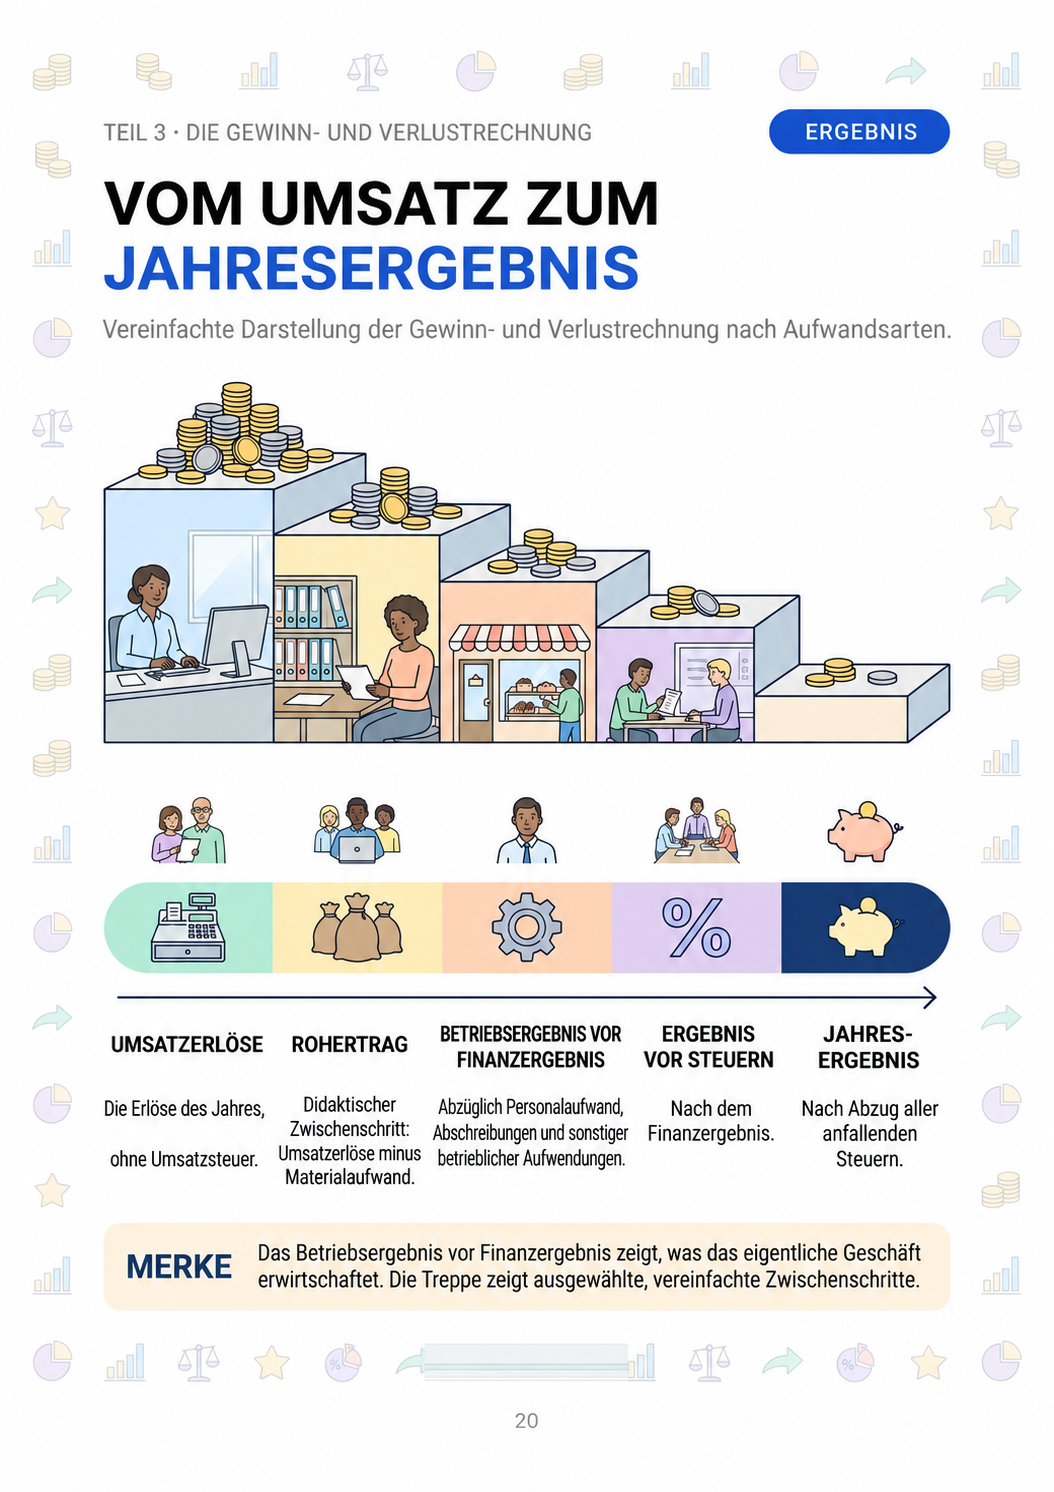 TEIL 3 · DIE GEWINN- UND VERLUSTRECHNUNG
ERGEBNIS
VOM UMSATZ ZUM
JAHRESERGEBNIS
Vereinfachte Darstellung der Gewinn- und Verlustrechnung nach Aufwandsarten.
%
UMSATZERLÖSE
Die Erlöse des Jahres,
ohne Umsatzsteuer.
ROHERTRAG
Didaktischer
Zwischenschritt:
Umsatzerlöse minus
Materialaufwand.
BETRIEBSERGEBNIS VOR
FINANZERGEBNIS
Abzüglich Personalaufwand,
Abschreibungen und sonstiger
betrieblicher Aufwendungen.
ERGEBNIS
VOR STEUERN
Nach dem
Finanzergebnis.
JAHRES-
ERGEBNIS
Nach Abzug aller
anfallenden
Steuern.
MERKE
Das Betriebsergebnis vor Finanzergebnis zeigt, was das eigentliche Geschäft
erwirtschaftet. Die Treppe zeigt ausgewählte, vereinfachte Zwischenschritte.
20